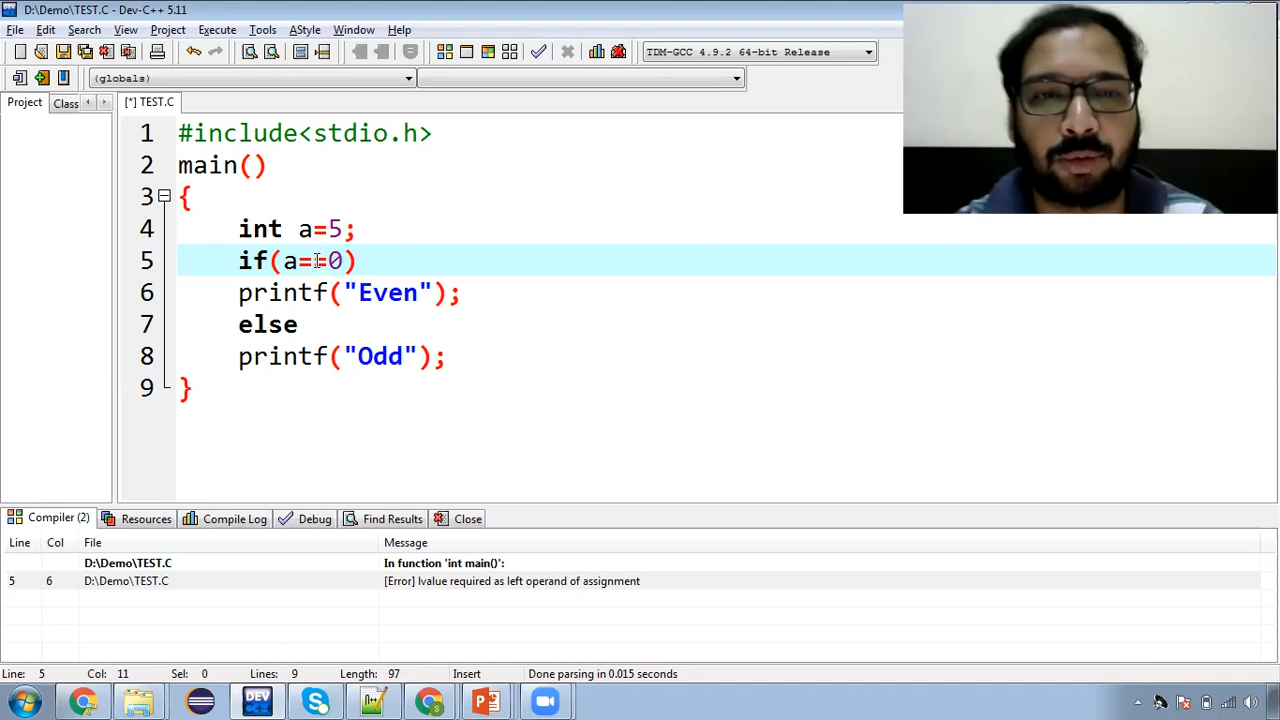 D:\Demo\TEST.C - Dev-C++ 5.11
File Edit Search View Project Execute Tools AStyle Window Help
TDM-GCC 4.9.2 64-bit Release
(globals)
Project Class [*] TEST.C
1 #include<stdio.h>
2 main()
3 {
4 int a=5;
5 if(a==0)
6 printf("Even");
7 else
8 printf("Odd");
9 }
Compiler (2) Resources Compile Log Debug Find Results Close
Line Col File Message
D:\Demo\TEST.C In function 'int main()':
5 6 D:\Demo\TEST.C [Error] lvalue required as left operand of assignment
Line: 5 Col: 11 Sel: 0 Lines: 9 Length: 97 Insert Done parsing in 0.015 seconds
DEV C++